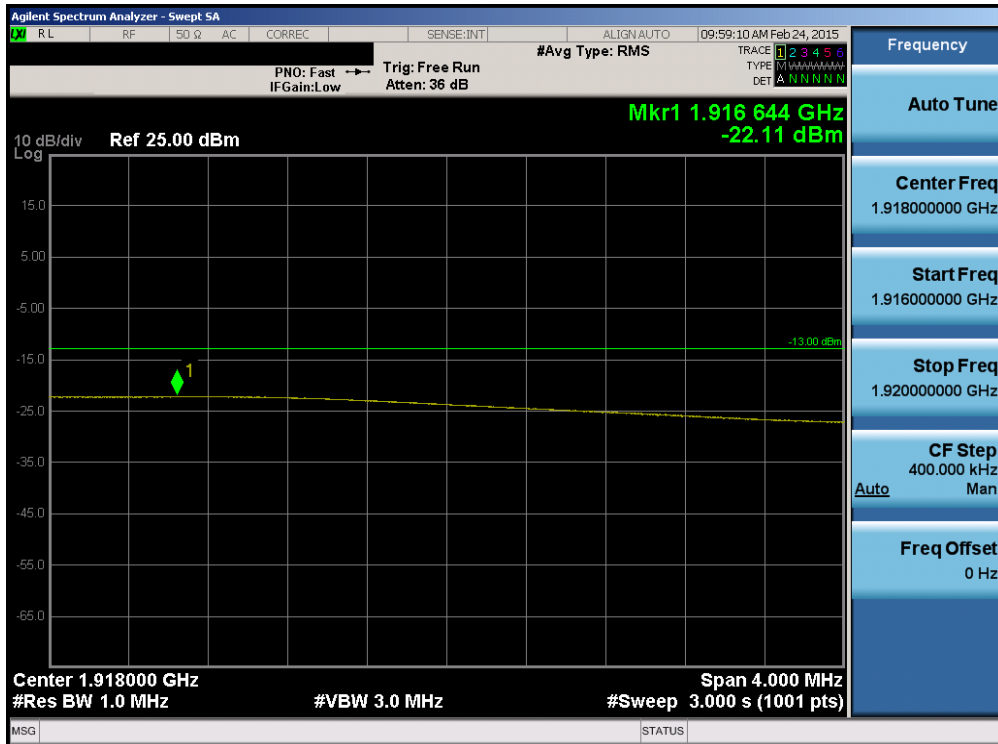 Agilent Spectrum Analyzer - Swept SA
LXI RL RF 50 Ω AC CORREC SENSE:INT ALIGN AUTO 09:59:10 AM Feb 24, 2015
#Avg Type: RMS
TRACE 1 2 3 4 5 6
PNO: Fast Trig: Free Run
TYPE M WWWWW
IFGain:Low Atten: 36 dB
DET A N N N N N
Mkr1 1.916 644 GHz
-22.11 dBm
10 dB/div Ref 25.00 dBm
Log
15.0
5.00
-5.00
-13.00 dBm
-15.0
1
-25.0
-35.0
-45.0
-55.0
-65.0
Center 1.918000 GHz Span 4.000 MHz
#Res BW 1.0 MHz #VBW 3.0 MHz #Sweep 3.000 s (1001 pts)
MSG STATUS
Frequency
Auto Tune
Center Freq
1.918000000 GHz
Start Freq
1.916000000 GHz
Stop Freq
1.920000000 GHz
CF Step
400.000 kHz
Auto Man
Freq Offset
0 Hz